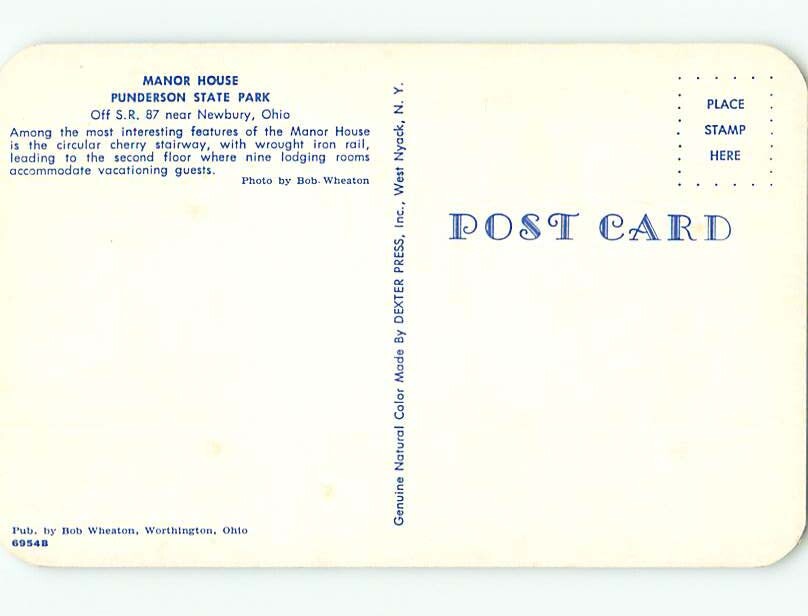 MANOR HOUSE
PUNDERSON STATE PARK
Off S.R. 87 near Newbury, Ohio
Among the most interesting features of the Manor House
is the circular cherry stairway, with wrought iron rail,
leading to the second floor where nine lodging rooms
accommodate vacationing guests.
Photo by Bob Wheaton
Pub. by Bob Wheaton, Worthington, Ohio
6954B
Genuine Natural Color Made By DEXTER PRESS, Inc., West Nyack, N. Y.
PLACE
STAMP
HERE
POST CARD